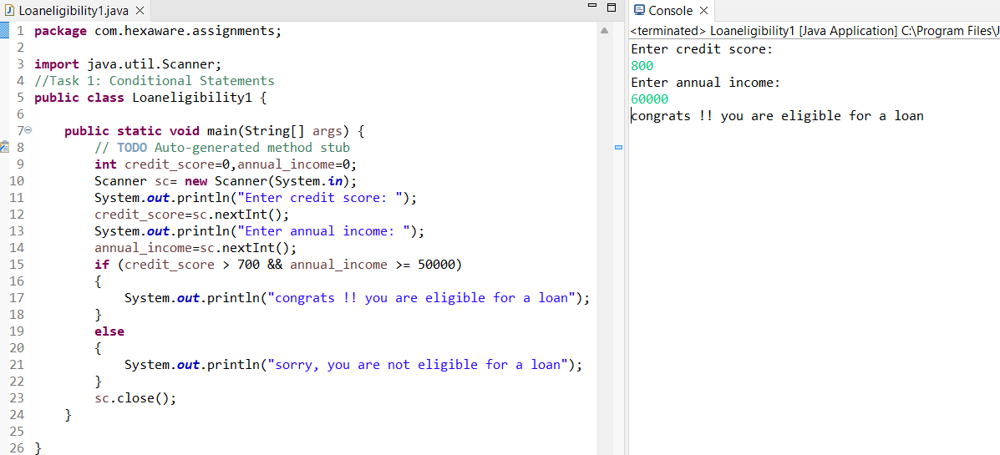 Loaneligibility1.java
1 package com.hexaware.assignments;
2
3 import java.util.Scanner;
4 //Task 1: Conditional Statements
5 public class Loaneligibility1 {
6
7 public static void main(String[] args) {
8 // TODO Auto-generated method stub
9 int credit_score=0,annual_income=0;
10 Scanner sc= new Scanner(System.in);
11 System.out.println("Enter credit score: ");
12 credit_score=sc.nextInt();
13 System.out.println("Enter annual income: ");
14 annual_income=sc.nextInt();
15 if (credit_score > 700 && annual_income >= 50000)
16 {
17 System.out.println("congrats !! you are eligible for a loan");
18 }
19 else
20 {
21 System.out.println("sorry, you are not eligible for a loan");
22 }
23 sc.close();
24 }
25
26 }
Console
<terminated> Loaneligibility1 [Java Application] C:\Program Files\J
Enter credit score:
800
Enter annual income:
60000
congrats !! you are eligible for a loan